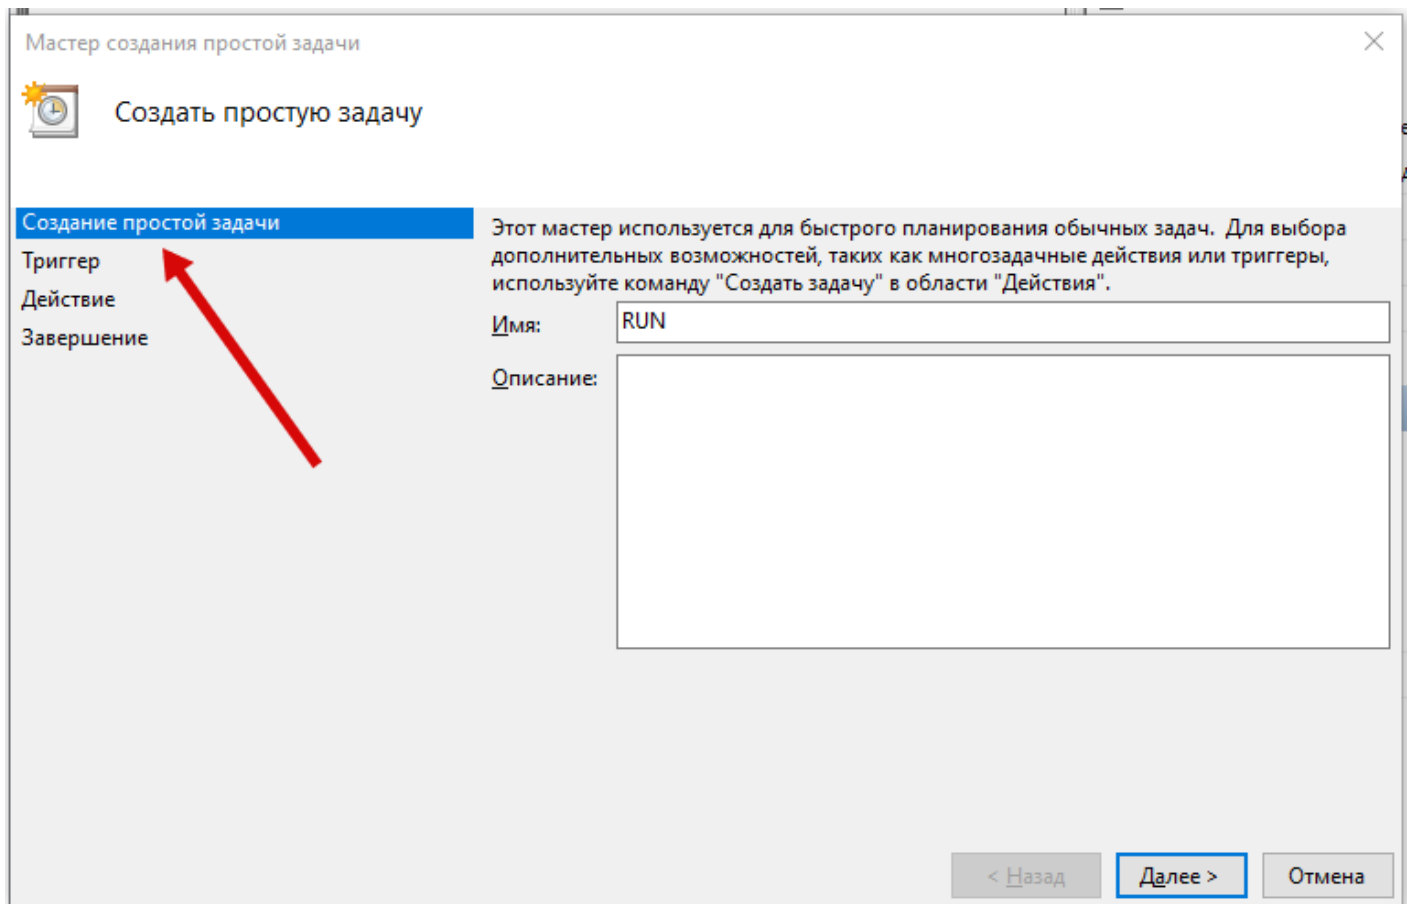 Мастер создания простой задачи
Создать простую задачу
Создание простой задачи
Триггер
Действие
Завершение
Этот мастер используется для быстрого планирования обычных задач.  Для выбора
дополнительных возможностей, таких как многозадачные действия или триггеры,
используйте команду "Создать задачу" в области "Действия".
Имя:
RUN
Описание:
< Назад
Далее >
Отмена